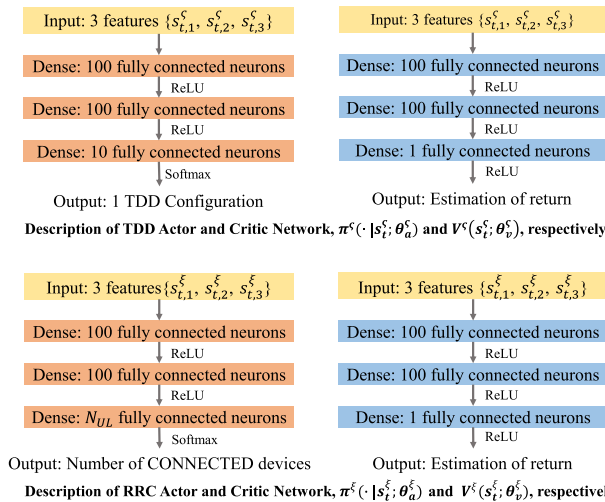 Input: 3 features {s^ς_{t,1}, s^ς_{t,2}, s^ς_{t,3}}
Dense: 100 fully connected neurons
ReLU
Dense: 100 fully connected neurons
ReLU
Dense: 10 fully connected neurons
Softmax
Output: 1 TDD Configuration
Input: 3 features {s^ς_{t,1}, s^ς_{t,2}, s^ς_{t,3}}
Dense: 100 fully connected neurons
ReLU
Dense: 100 fully connected neurons
ReLU
Dense: 1 fully connected neurons
ReLU
Output: Estimation of return
Description of TDD Actor and Critic Network, π^ς(· |s^ς_t; θ^ς_a) and V^ς(s^ς_t; θ^ς_v), respectively
Input: 3 features{s^ξ_{t,1}, s^ξ_{t,2}, s^ξ_{t,3}}
Dense: 100 fully connected neurons
ReLU
Dense: 100 fully connected neurons
ReLU
Dense: N_{UL} fully connected neurons
Softmax
Output: Number of CONNECTED devices
Input: 3 features {s^ξ_{t,1}, s^ξ_{t,2}, s^ξ_{t,3}}
Dense: 100 fully connected neurons
ReLU
Dense: 100 fully connected neurons
ReLU
Dense: 1 fully connected neurons
ReLU
Output: Estimation of return
Description of RRC Actor and Critic Network, π^ξ(· |s^ξ_t; θ^ξ_a) and V^ξ(s^ξ_t; θ^ξ_v), respectivel